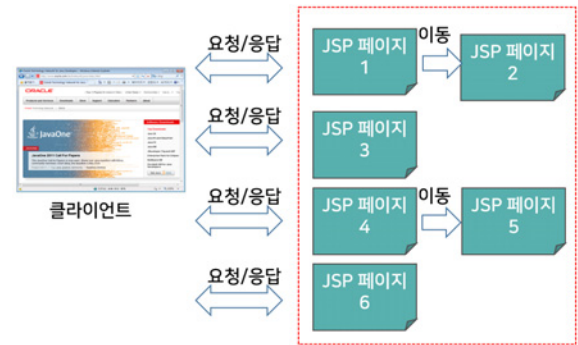 요청/응답
JSP 페이지
1
이동
JSP 페이지
2
ORACLE
JavaOne
요청/응답
JSP 페이지
3
클라이언트
요청/응답
JSP 페이지
4
이동
JSP 페이지
5
요청/응답
JSP 페이지
6